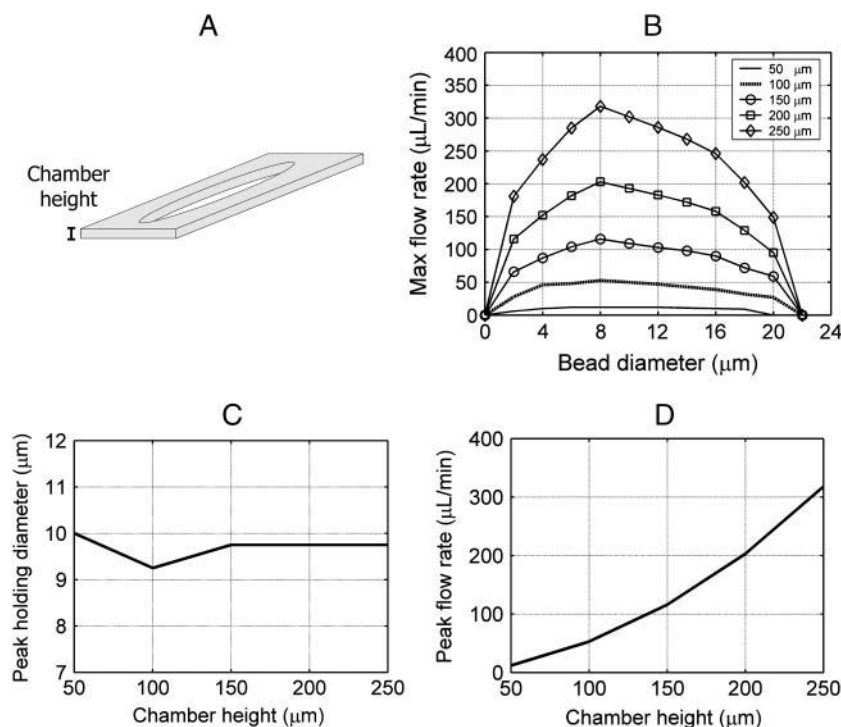 A
Chamber
height
B
Max flow rate (μL/min)
400
350
300
250
200
150
100
50
0
50 μm
100 μm
150 μm
200 μm
250 μm
0 4 8 12 16 20 24
Bead diameter (μm)
C
Peak holding diameter (μm)
12
11
10
9
8
7
50 100 150 200 250
Chamber height (μm)
D
Peak flow rate (μL/min)
400
300
200
100
0
50 100 150 200 250
Chamber height (μm)